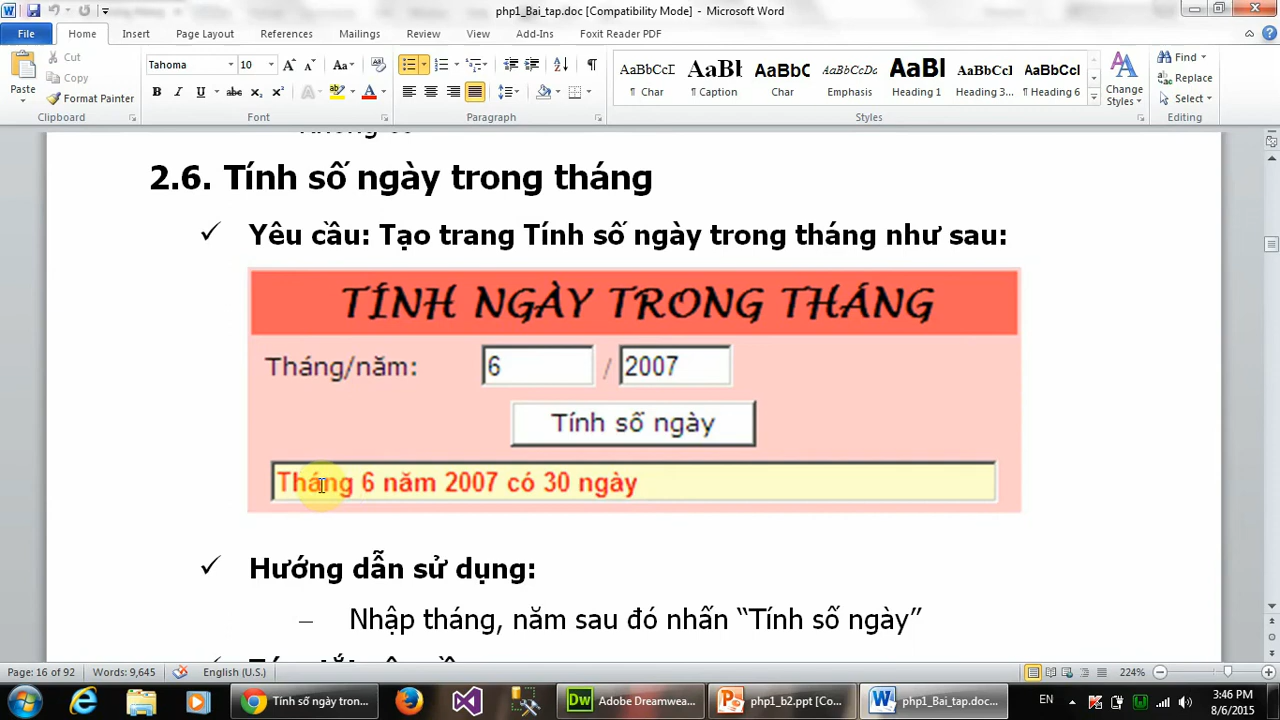 php1_Bai_tap.doc [Compatibility Mode] - Microsoft Word
File Home Insert Page Layout References Mailings Review View Add-Ins Foxit Reader PDF
Paste
Cut
Copy
Format Painter
Clipboard
Tahoma 10
Font
Paragraph
AaBbCcI AaBl AaBbC AaBbCcDc AaBl AaBbCcI AaBbCc
¶ Char ¶ Caption Char Emphasis Heading 1 Heading 3... ¶ Heading 6
Styles
Change
Styles
Find
Replace
Select
Editing
2.6. Tính số ngày trong tháng
✓ Yêu cầu: Tạo trang Tính số ngày trong tháng như sau:
TÍNH NGÀY TRONG THÁNG
Tháng/năm: 6 / 2007
Tính số ngày
Tháng 6 năm 2007 có 30 ngày
✓ Hướng dẫn sử dụng:
– Nhập tháng, năm sau đó nhấn “Tính số ngày”
Page: 16 of 92 Words: 9,645 English (U.S.) 224%
Tính số ngày tron... Adobe Dreamwea... php1_b2.ppt [Co... php1_Bai_tap.doc... EN 3:46 PM
8/6/2015